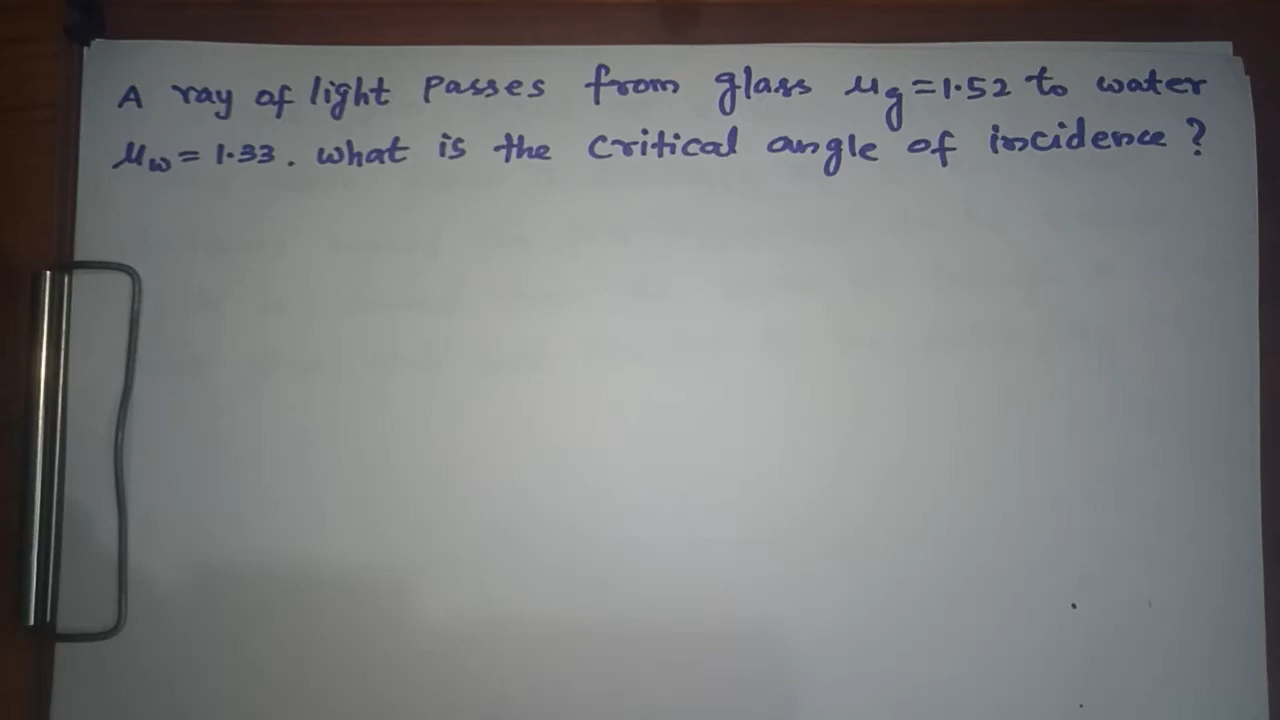 A ray of light Passes from glass μg=1.52 to water
μw=1.33. what is the critical angle of incidence ?